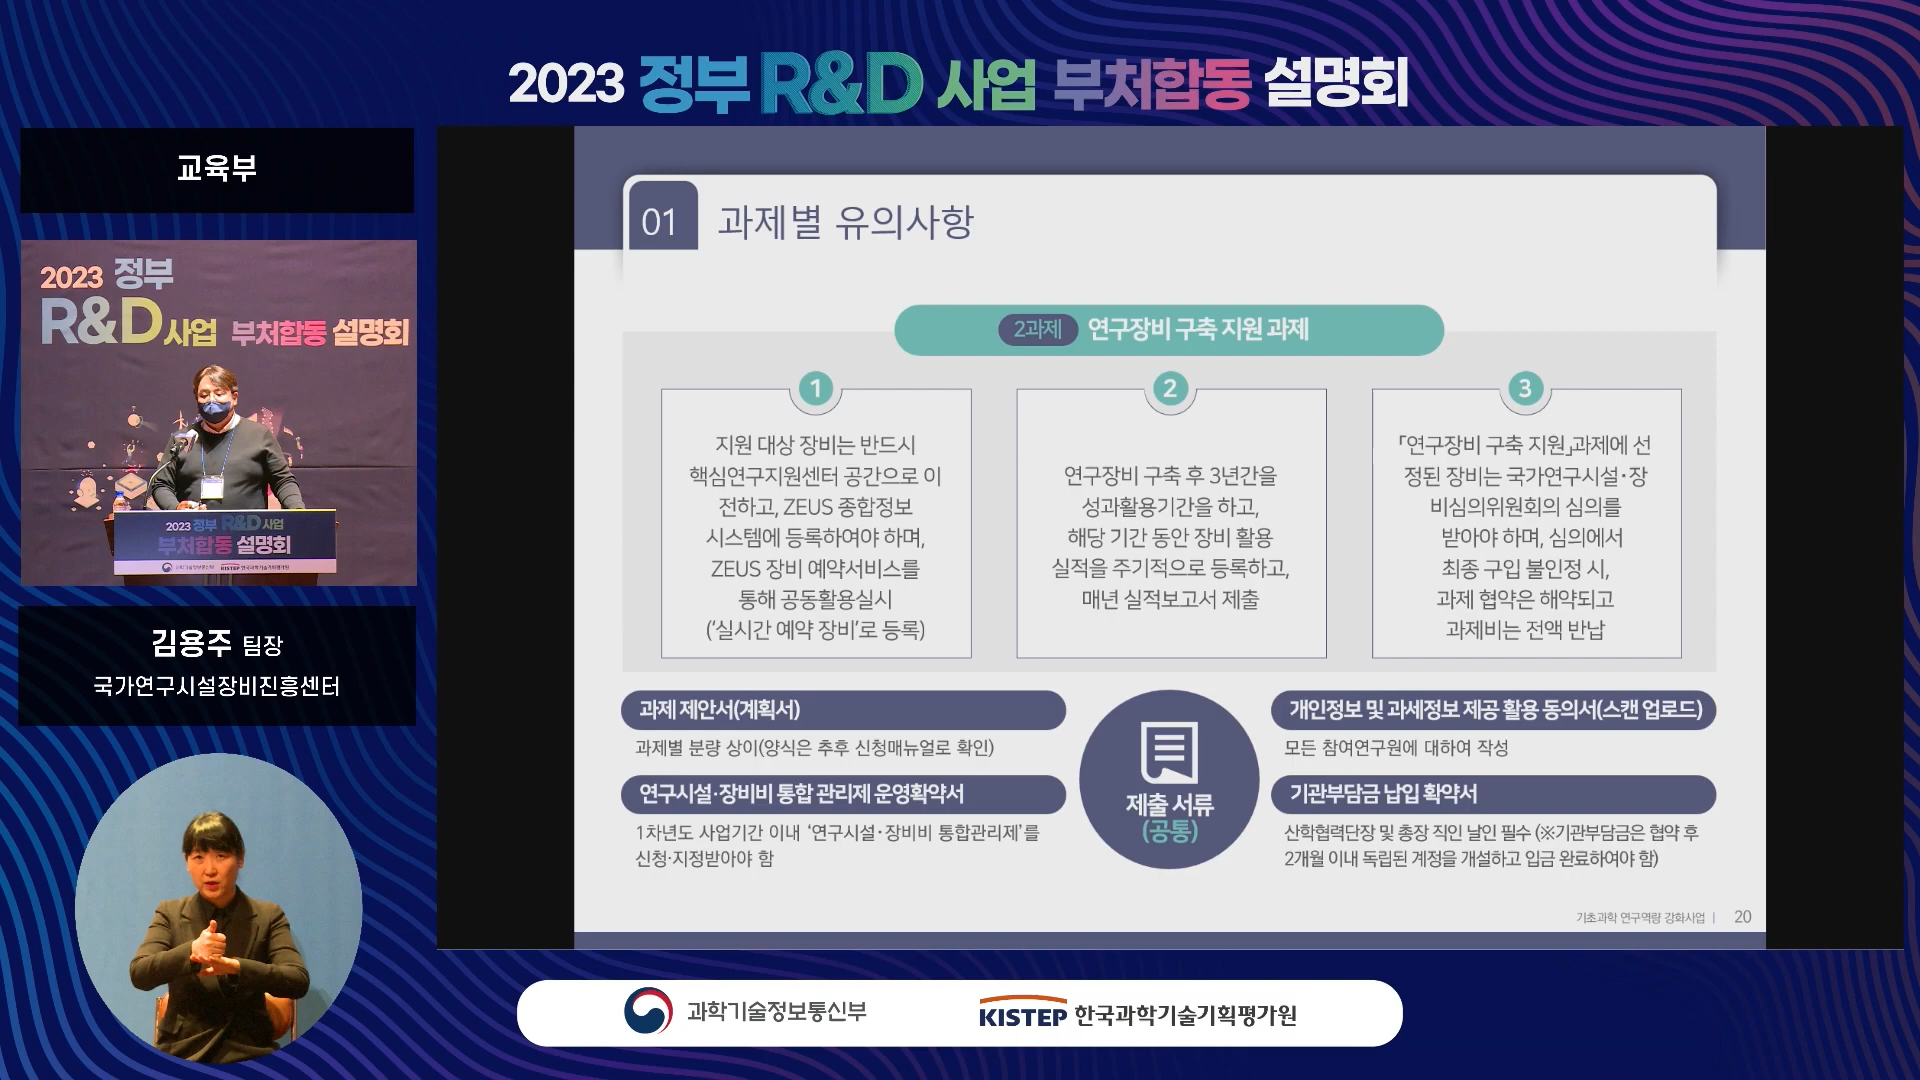 2023 정부 R&D 사업 부처합동 설명회
교육부
2023 정부
R&D 사업 부처합동 설명회
2023 정부 R&D 사업
부처합동 설명회
과학기술정보통신부 KISTEP 한국과학기술기획평가원
김용주 팀장
국가연구시설장비진흥센터
01 과제별 유의사항
2과제 연구장비 구축 지원 과제
1
지원 대상 장비는 반드시
핵심연구지원센터 공간으로 이
전하고, ZEUS 종합정보
시스템에 등록하여야 하며,
ZEUS 장비 예약서비스를
통해 공동활용실시
('실시간 예약 장비'로 등록)
2
연구장비 구축 후 3년간을
성과활용기간을 하고,
해당 기간 동안 장비 활용
실적을 주기적으로 등록하고,
매년 실적보고서 제출
3
「연구장비 구축 지원」과제에 선
정된 장비는 국가연구시설·장
비심의위원회의 심의를
받아야 하며, 심의에서
최종 구입 불인정 시,
과제 협약은 해약되고
과제비는 전액 반납
과제 제안서(계획서)
과제별 분량 상이(양식은 추후 신청매뉴얼로 확인)
연구시설·장비비 통합 관리제 운영확약서
1차년도 사업기간 이내 '연구시설·장비비 통합관리제'를
신청·지정받아야 함
제출 서류
(공통)
개인정보 및 과세정보 제공 활용 동의서(스캔 업로드)
모든 참여연구원에 대하여 작성
기관부담금 납입 확약서
산학협력단장 및 총장 직인 날인 필수 (※기관부담금은 협약 후
2개월 이내 독립된 계정을 개설하고 입금 완료하여야 함)
기초과학 연구역량 강화사업 | 20
과학기술정보통신부
KISTEP 한국과학기술기획평가원